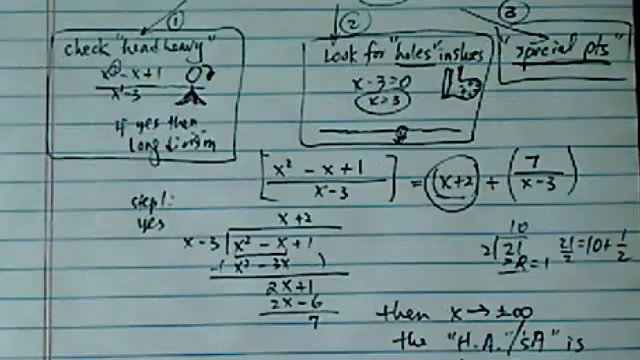 ①
②
③
check "head heavy"
x² - x + 1
x - 3
if yes then
long division
Look for "holes" in shoes
x - 3 = 0
x = 3
"special pts"
step 1:
yes
[x² - x + 1 / x - 3] = (x + 2) + (7 / x - 3)
x + 2
x - 3 | x² - x + 1
-( x² - 3x )
2x + 1
2x - 6
7
10
2 | 21
R = 1
21/2 = 10 + 1/2
then x → ±∞
the "H.A."/SA" is